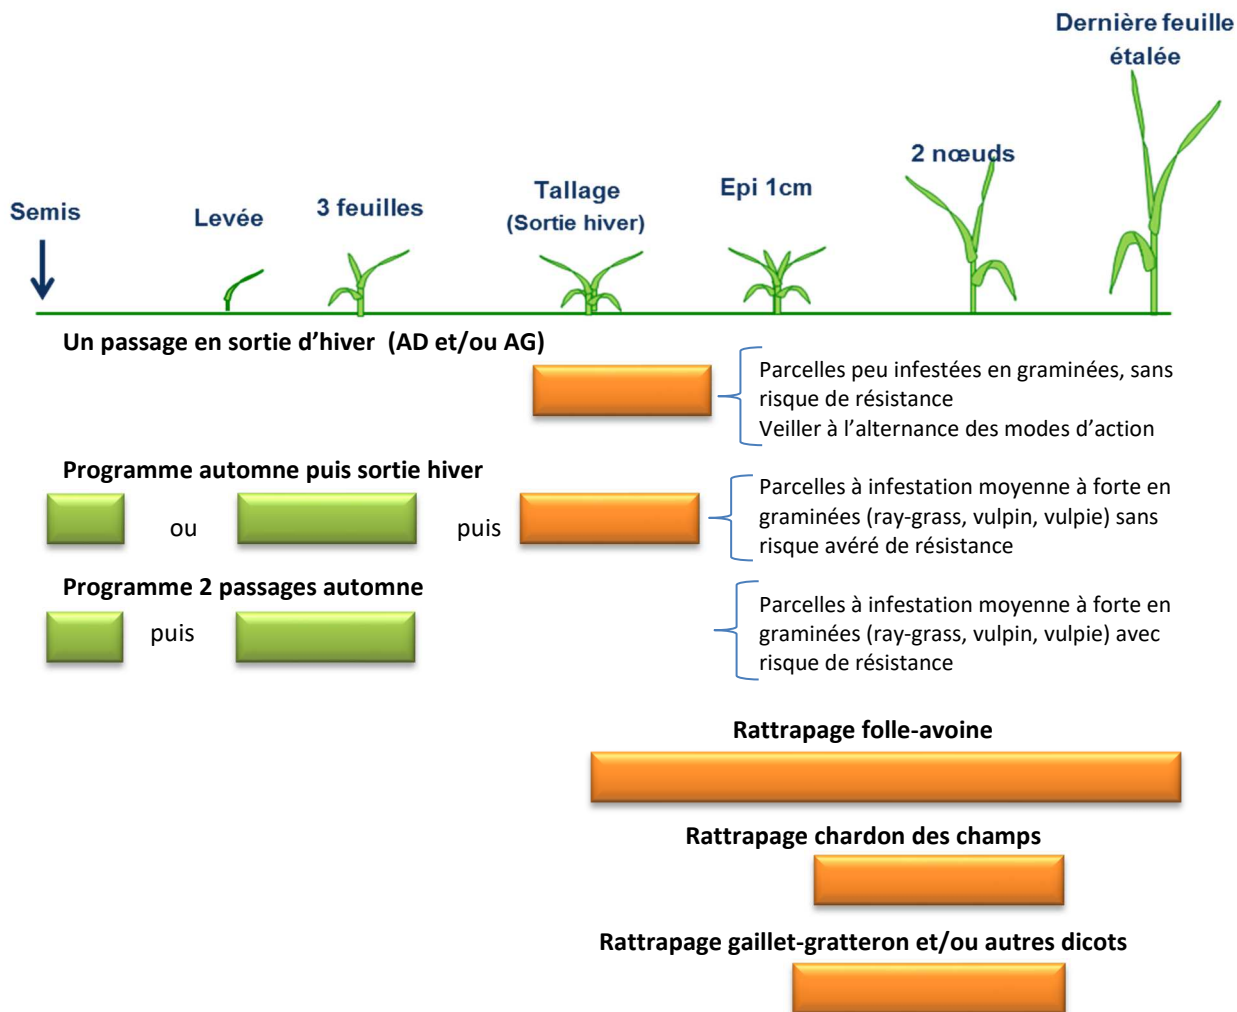 Dernière feuille
étalée
2 nœuds
Epi 1cm
Tallage
(Sortie hiver)
3 feuilles
Levée
Semis
Un passage en sortie d’hiver (AD et/ou AG)
Parcelles peu infestées en graminées, sans
risque de résistance
Veiller à l’alternance des modes d’action
Programme automne puis sortie hiver
ou
puis
Parcelles à infestation moyenne à forte en
graminées (ray-grass, vulpin, vulpie) sans
risque avéré de résistance
Programme 2 passages automne
puis
Parcelles à infestation moyenne à forte en
graminées (ray-grass, vulpin, vulpie) avec
risque de résistance
Rattrapage folle-avoine
Rattrapage chardon des champs
Rattrapage gaillet-gratteron et/ou autres dicots